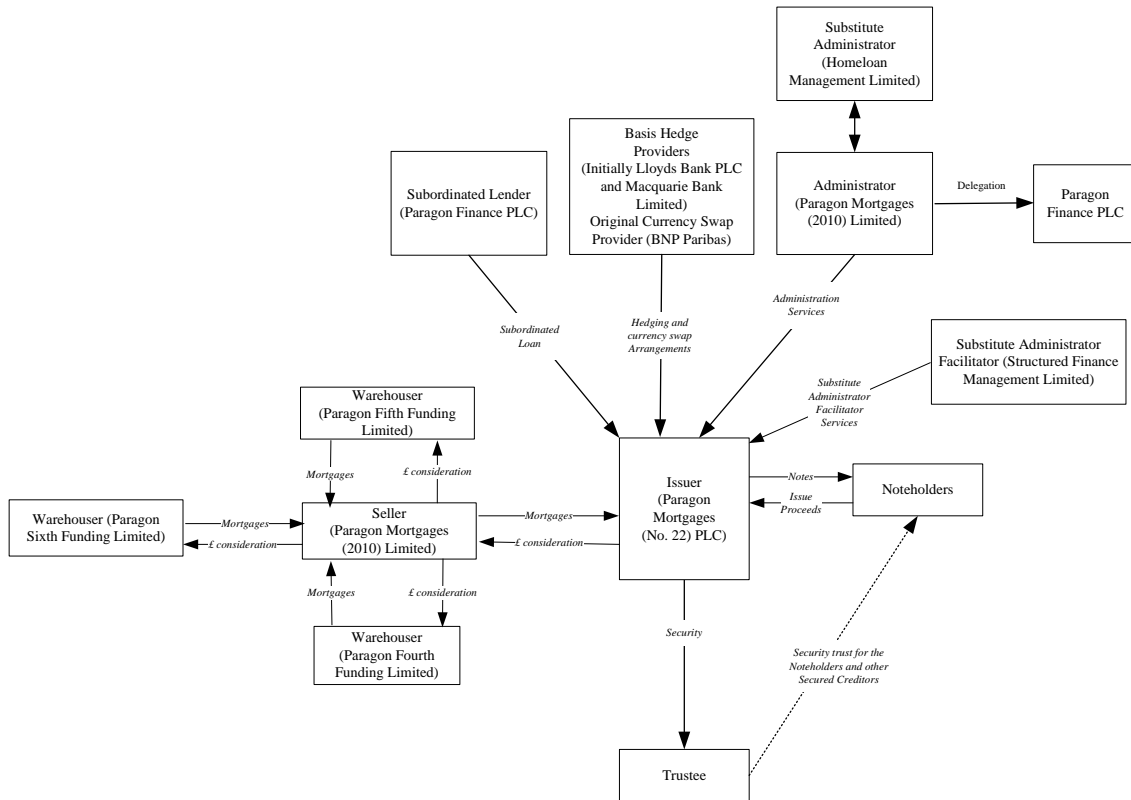 Substitute
Administrator
(Homeloan
Management Limited)
Basis Hedge
Providers
(Initially Lloyds Bank PLC
and Macquarie Bank
Limited)
Original Currency Swap
Provider (BNP Paribas)
Subordinated Lender
(Paragon Finance PLC)
Administrator
(Paragon Mortgages
(2010) Limited)
Delegation
Paragon
Finance PLC
Subordinated
Loan
Hedging and
currency swap
Arrangements
Administration
Services
Substitute Administrator
Facilitator (Structured Finance
Management Limited)
Substitute
Administrator
Facilitator
Services
Warehouser
(Paragon Fifth Funding
Limited)
Mortgages
£ consideration
Warehouser (Paragon
Sixth Funding Limited)
Mortgages
£ consideration
Seller
(Paragon Mortgages
(2010) Limited)
Mortgages
£ consideration
Issuer
(Paragon
Mortgages
(No. 22) PLC)
Notes
Issue
Proceeds
Noteholders
Mortgages
£ consideration
Warehouser
(Paragon Fourth
Funding Limited)
Security
Security trust for the
Noteholders and other
Secured Creditors
Trustee